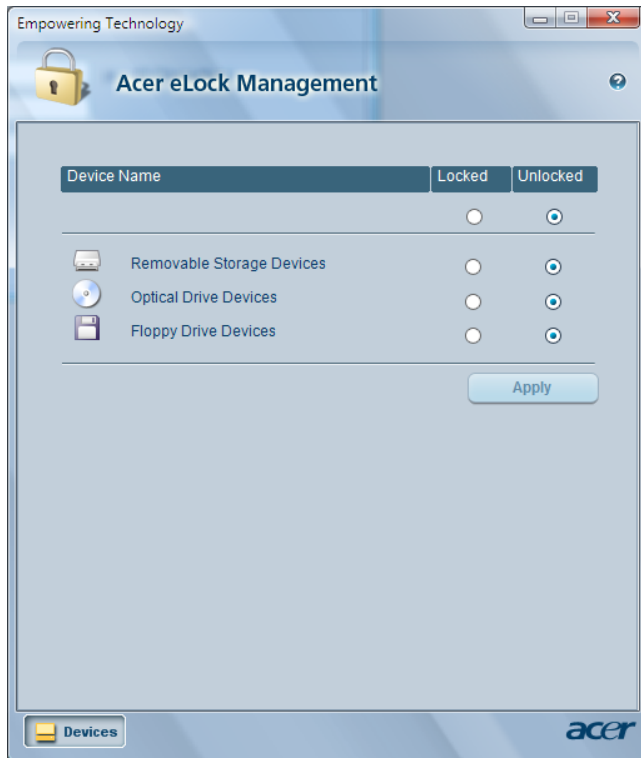 Empowering Technology
Acer eLock Management
Device Name Locked Unlocked
Removable Storage Devices
Optical Drive Devices
Floppy Drive Devices
Apply
Devices
acer